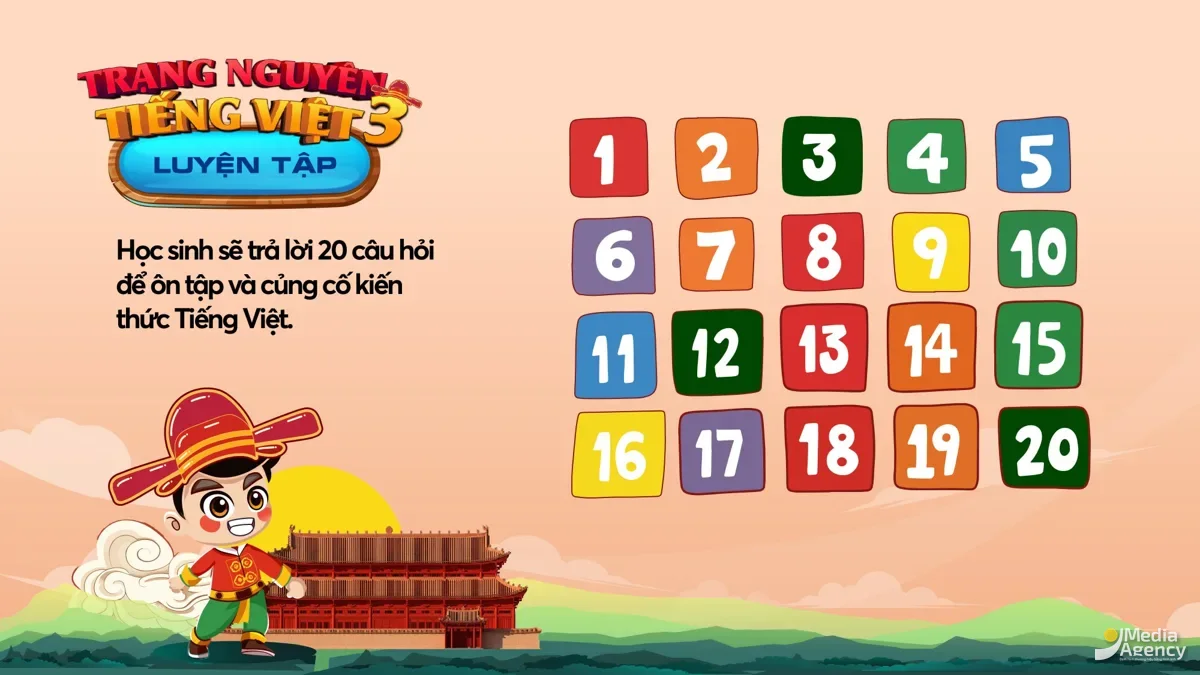 TRẠNG NGUYÊN
TIẾNG VIỆT 3
LUYỆN TẬP
Học sinh sẽ trả lời 20 câu hỏi
để ôn tập và củng cố kiến
thức Tiếng Việt.
1 2 3 4 5
6 7 8 9 10
11 12 13 14 15
16 17 18 19 20
Media
Agency